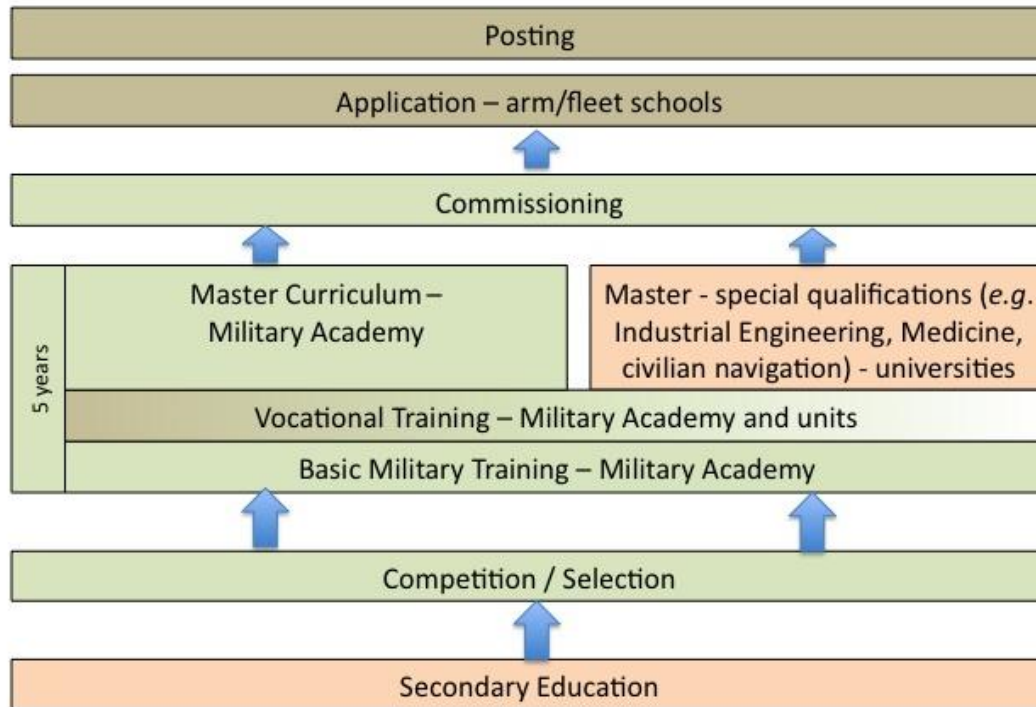 Posting
Application – arm/fleet schools
Commissioning
5 years
Master Curriculum –
Military Academy
Master - special qualifications (e.g.
Industrial Engineering, Medicine,
civilian navigation) - universities
Vocational Training – Military Academy and units
Basic Military Training – Military Academy
Competition / Selection
Secondary Education